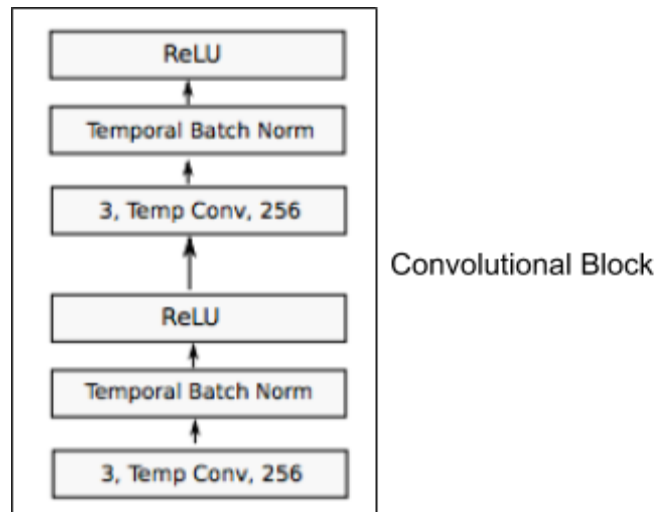 ReLU
Temporal Batch Norm
3, Temp Conv, 256
Convolutional Block
ReLU
Temporal Batch Norm
3, Temp Conv, 256